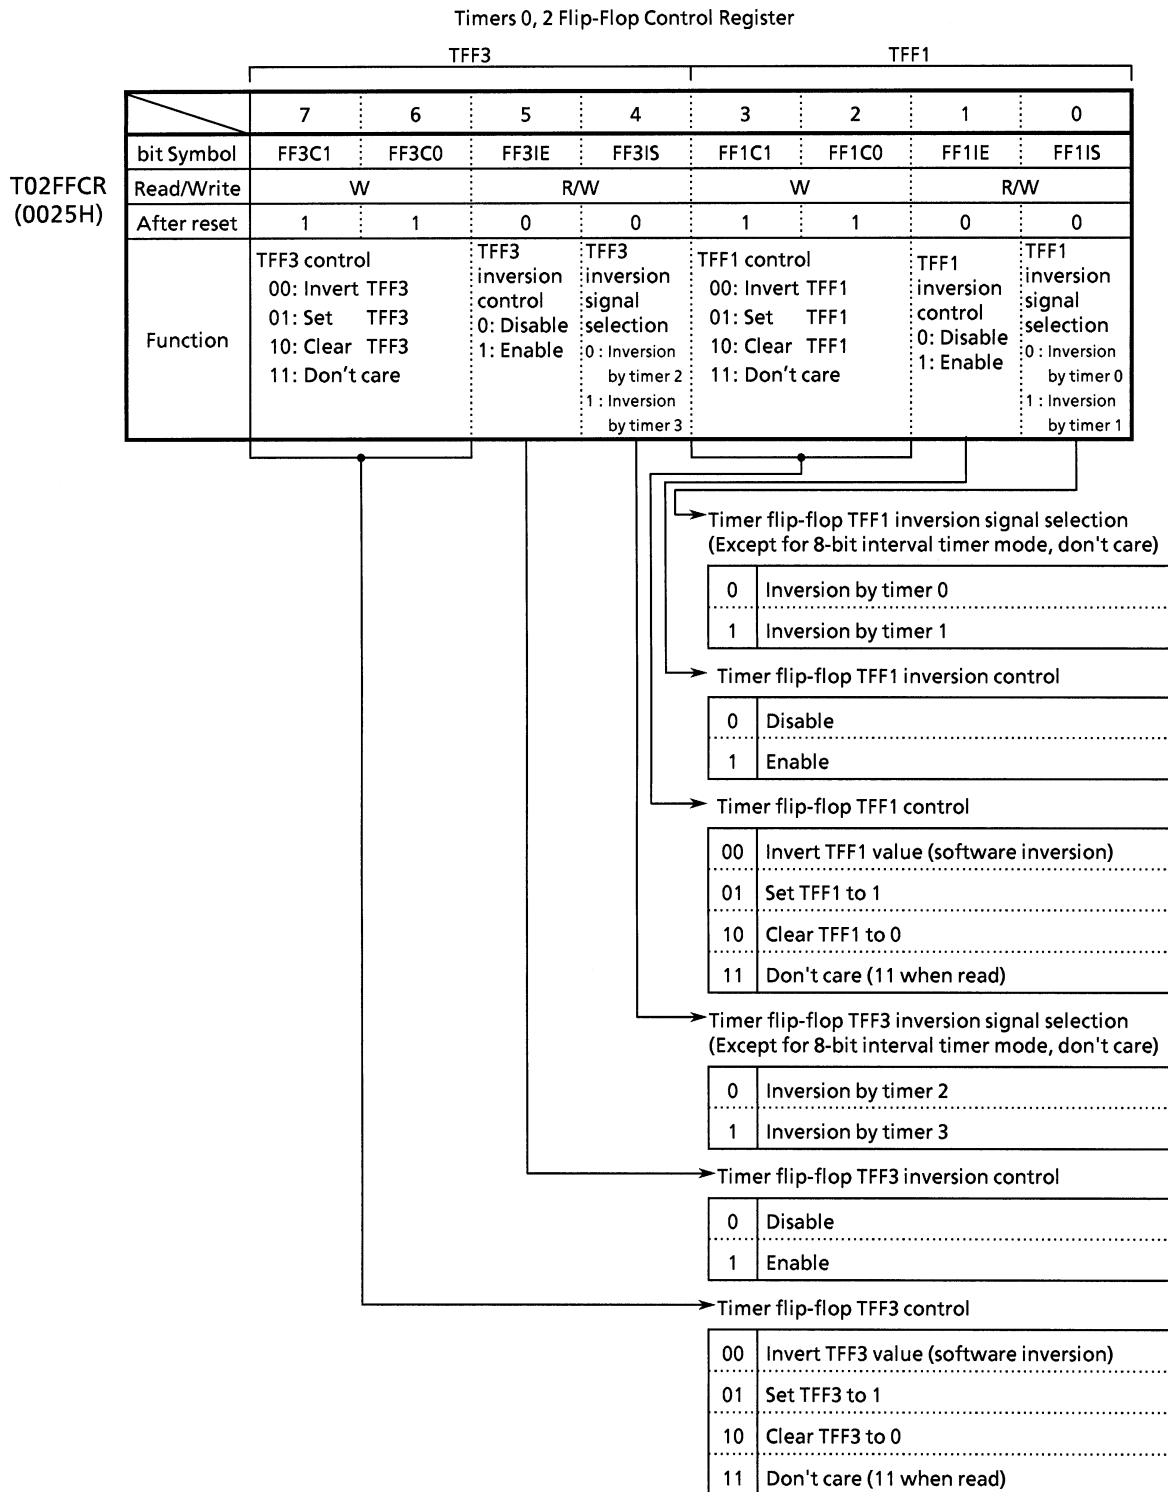 Timers 0, 2 Flip-Flop Control Register
TFF3 TFF1
7 6 5 4 3 2 1 0
bit Symbol FF3C1 FF3C0 FF3IE FF3IS FF1C1 FF1C0 FF1IE FF1IS
T02FFCR
(0025H)
Read/Write W R/W W R/W
After reset 1 1 0 0 1 1 0 0
Function
TFF3 control
00: Invert TFF3
01: Set TFF3
10: Clear TFF3
11: Don't care
TFF3
inversion
control
0: Disable
1: Enable
TFF3
inversion
signal
selection
0 : Inversion
by timer 2
1 : Inversion
by timer 3
TFF1 control
00: Invert TFF1
01: Set TFF1
10: Clear TFF1
11: Don't care
TFF1
inversion
control
0: Disable
1: Enable
TFF1
inversion
signal
selection
0 : Inversion
by timer 0
1 : Inversion
by timer 1
Timer flip-flop TFF1 inversion signal selection
(Except for 8-bit interval timer mode, don't care)
0 Inversion by timer 0
1 Inversion by timer 1
Timer flip-flop TFF1 inversion control
0 Disable
1 Enable
Timer flip-flop TFF1 control
00 Invert TFF1 value (software inversion)
01 Set TFF1 to 1
10 Clear TFF1 to 0
11 Don't care (11 when read)
Timer flip-flop TFF3 inversion signal selection
(Except for 8-bit interval timer mode, don't care)
0 Inversion by timer 2
1 Inversion by timer 3
Timer flip-flop TFF3 inversion control
0 Disable
1 Enable
Timer flip-flop TFF3 control
00 Invert TFF3 value (software inversion)
01 Set TFF3 to 1
10 Clear TFF3 to 0
11 Don't care (11 when read)